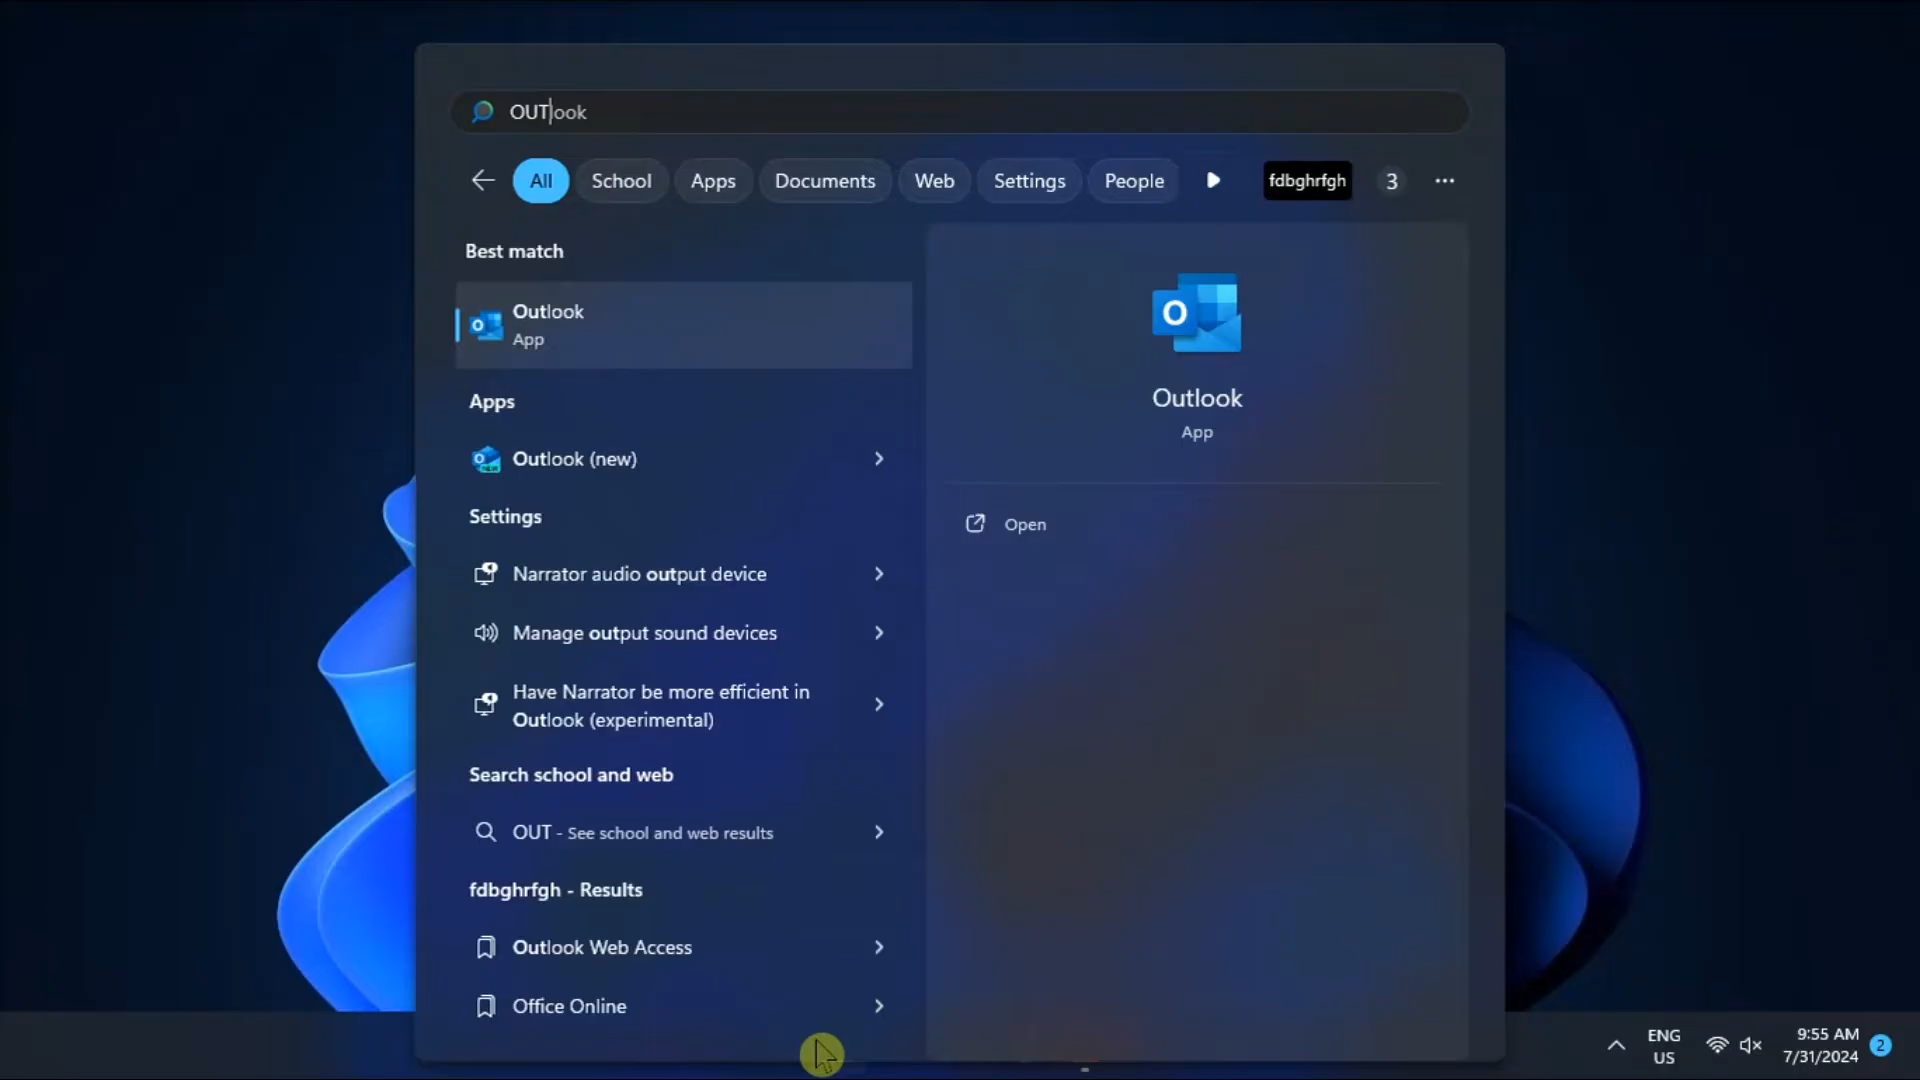 OUTlook
All School Apps Documents Web Settings People fdbghrfgh 3
Best match
Outlook
App
Apps
Outlook (new)
Settings
Narrator audio output device
Manage output sound devices
Have Narrator be more efficient in
Outlook (experimental)
Search school and web
OUT - See school and web results
fdbghrfgh - Results
Outlook Web Access
Office Online
O
Outlook
App
Open
ENG
US
9:55 AM
7/31/2024
2